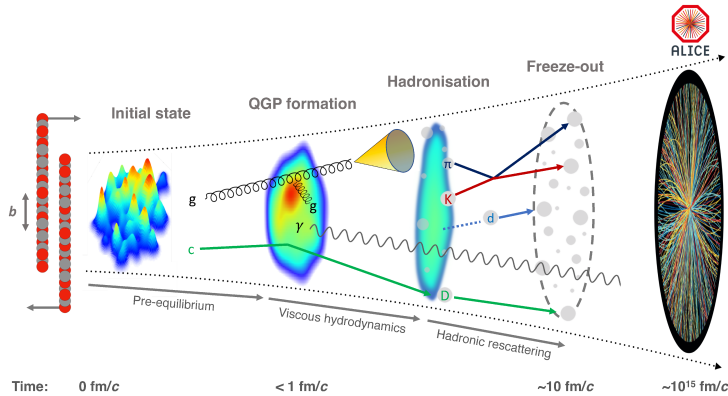 ALICE
Freeze-out
Hadronisation
QGP formation
Initial state
b
g
g
γ
c
π
K
d
D
Pre-equilibrium
Viscous hydrodynamics
Hadronic rescattering
Time: 0 fm/c < 1 fm/c ~10 fm/c ~10¹⁵ fm/c